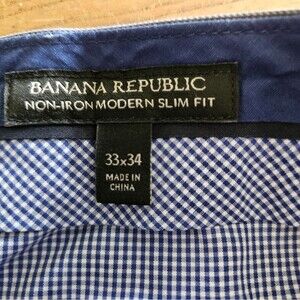 BANANA REPUBLIC
NON-IRON MODERN SLIM FIT
33x34
MADE IN
CHINA